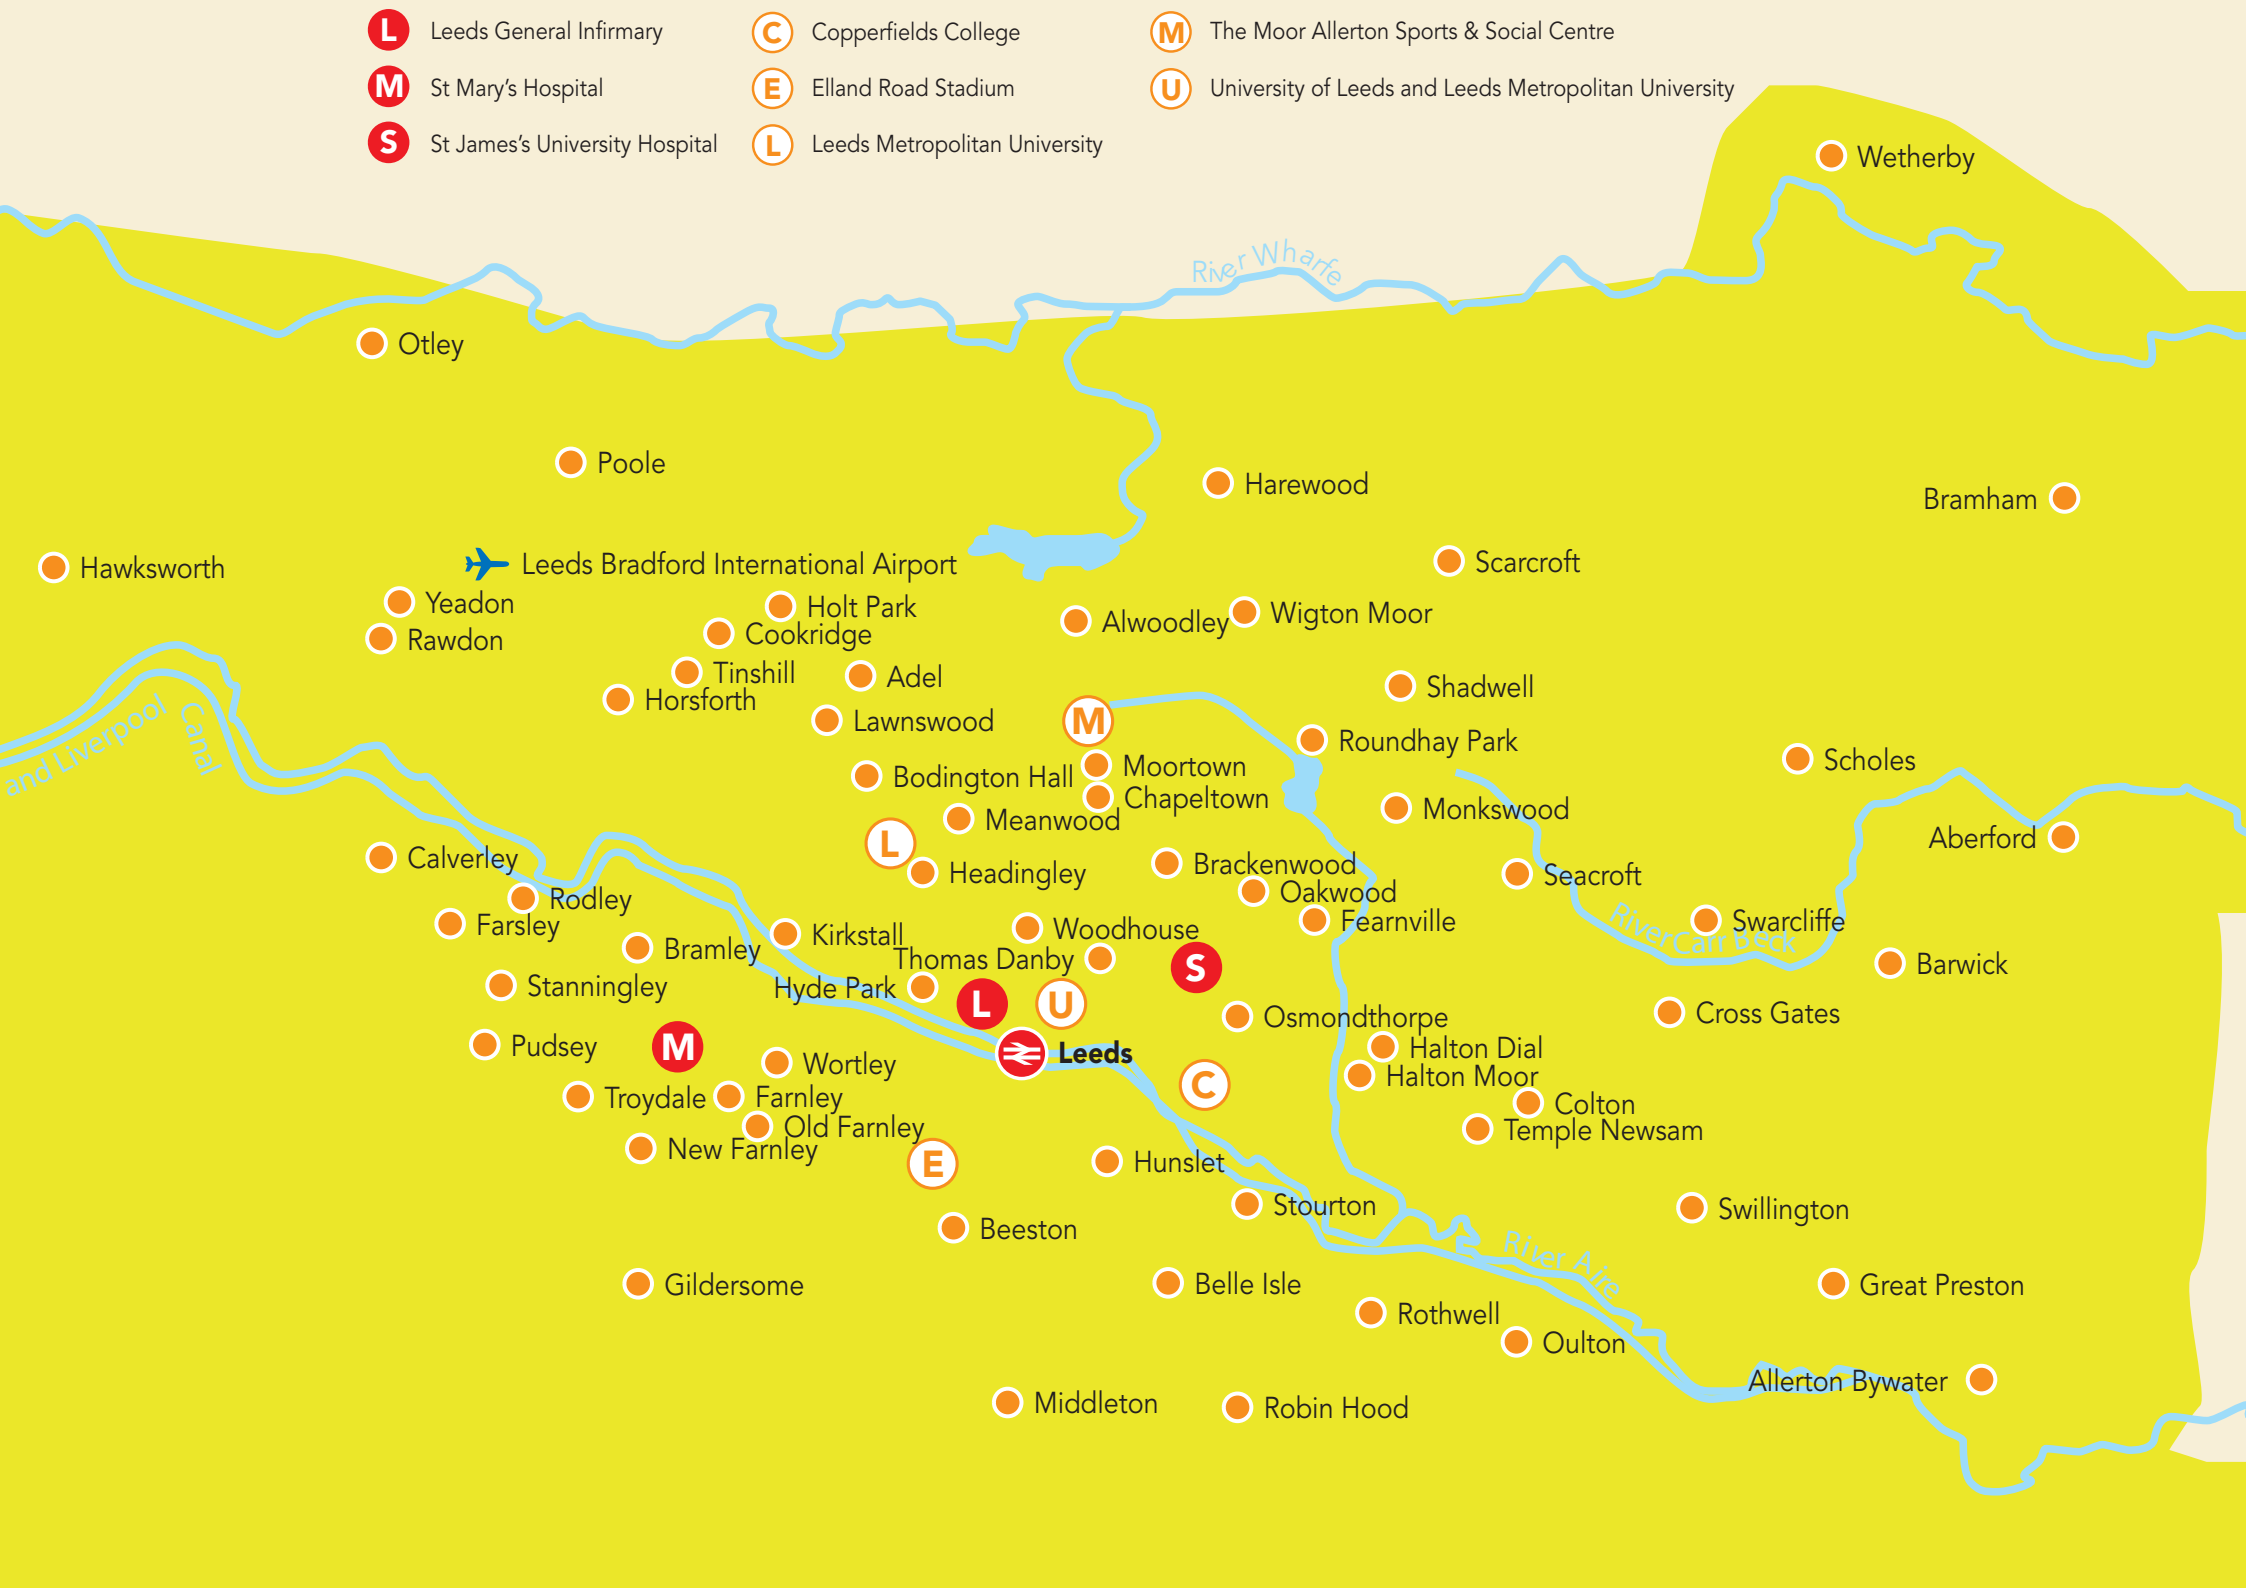 L Leeds General Infirmary
M St Mary's Hospital
S St James's University Hospital
C Copperfields College
E Elland Road Stadium
L Leeds Metropolitan University
M The Moor Allerton Sports & Social Centre
U University of Leeds and Leeds Metropolitan University
Wetherby
River Wharfe
Otley
Poole
Harewood
Bramham
Hawksworth
Leeds Bradford International Airport
Scarcroft
Yeadon
Holt Park
Alwoodley
Wigton Moor
Rawdon
Cookridge
Tinshill
Adel
Shadwell
Horsforth
Lawnswood
M
Roundhay Park
and Liverpool
Canal
Bodington Hall
Moortown
Scholes
Chapeltown
Meanwood
Monkswood
L
Aberford
Calverley
Headingley
Brackenwood
Seacroft
Rodley
Oakwood
Farsley
Fearnville
River Carr Beck
Swarcliffe
Bramley
Kirkstall
Woodhouse
Thomas Danby
S
Barwick
Stanningley
Hyde Park
L
U
Osmondthorpe
Cross Gates
Pudsey
M
Wortley
Leeds
Halton Dial
C
Halton Moor
Troydale
Farnley
Colton
Old Farnley
Temple Newsam
New Farnley
E
Hunslet
Stourton
Swillington
Beeston
River Aire
Gildersome
Belle Isle
Great Preston
Rothwell
Oulton
Allerton Bywater
Middleton
Robin Hood